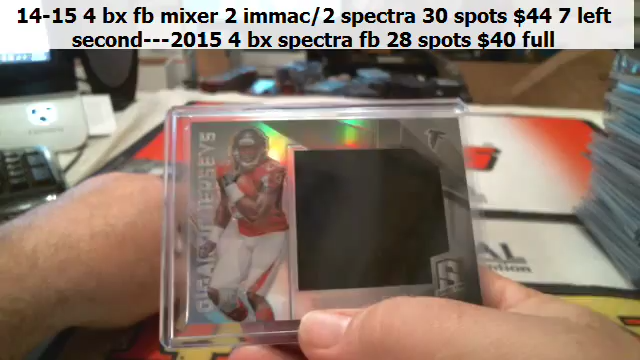 14-15 4 bx fb mixer 2 immac/2 spectra 30 spots $44 7 left
second---2015 4 bx spectra fb 28 spots $40 full
JERSEYS